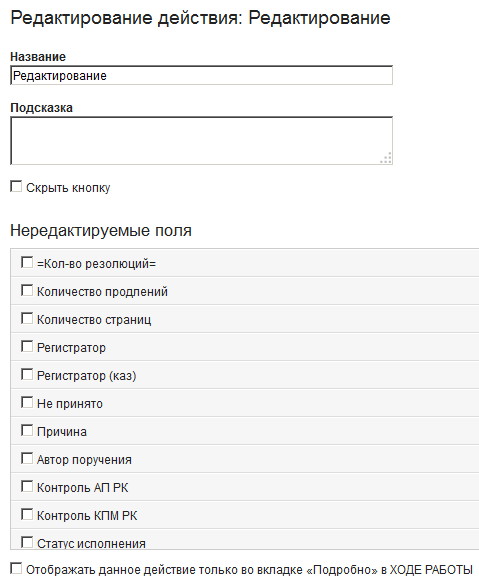 Редактирование действия: Редактирование
Название
Редактирование
Подсказка
Скрыть кнопку
Нередактируемые поля
=Кол-во резолюций=
Количество продлений
Количество страниц
Регистратор
Регистратор (каз)
Не принято
Причина
Автор поручения
Контроль АП РК
Контроль КПМ РК
Статус исполнения
Отображать данное действие только во вкладке «Подробно» в ХОДЕ РАБОТЫ